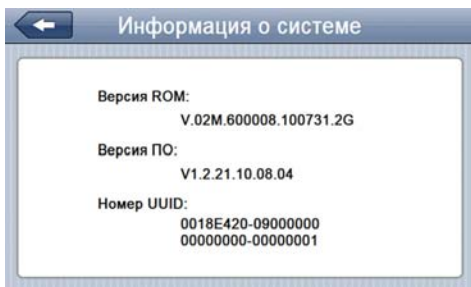 Информация о системе
Версия ROM:
V.02M.600008.100731.2G
Версия ПО:
V1.2.21.10.08.04
Номер UUID:
0018E420-09000000
00000000-00000001